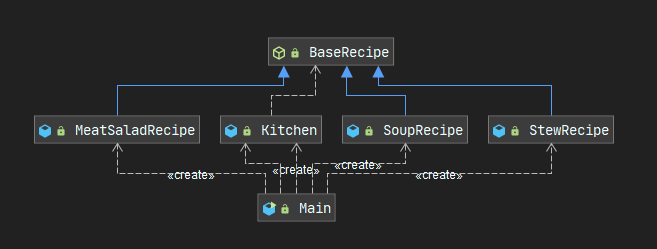 BaseRecipe
MeatSaladRecipe
Kitchen
SoupRecipe
StewRecipe
«create»
«create»
«create»
«create»
Main